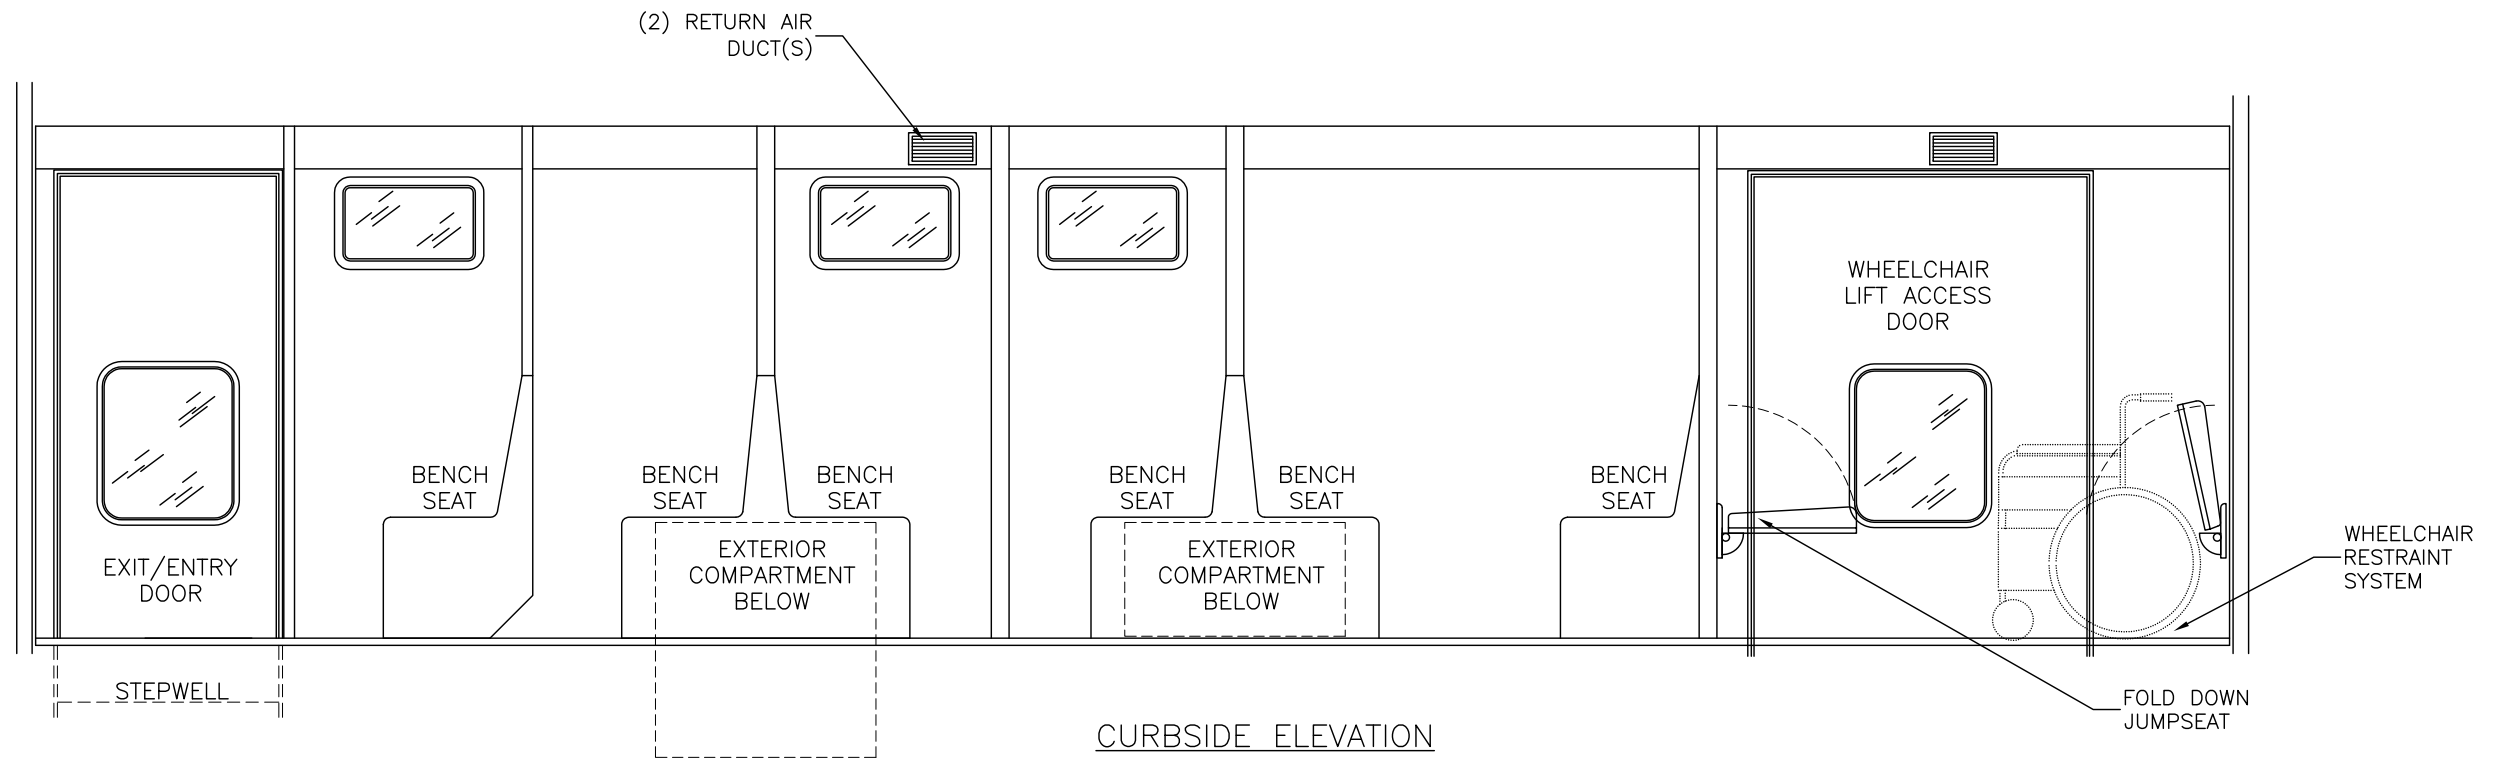 (2) RETURN AIR
DUCT(S)
WHEELCHAIR
LIFT ACCESS
DOOR
BENCH
SEAT
BENCH
SEAT
BENCH
SEAT
BENCH
SEAT
BENCH
SEAT
BENCH
SEAT
EXIT/ENTRY
DOOR
EXTERIOR
COMPARTMENT
BELOW
EXTERIOR
COMPARTMENT
BELOW
WHEELCHAIR
RESTRAINT
SYSTEM
STEPWELL
FOLD DOWN
JUMPSEAT
CURBSIDE ELEVATION